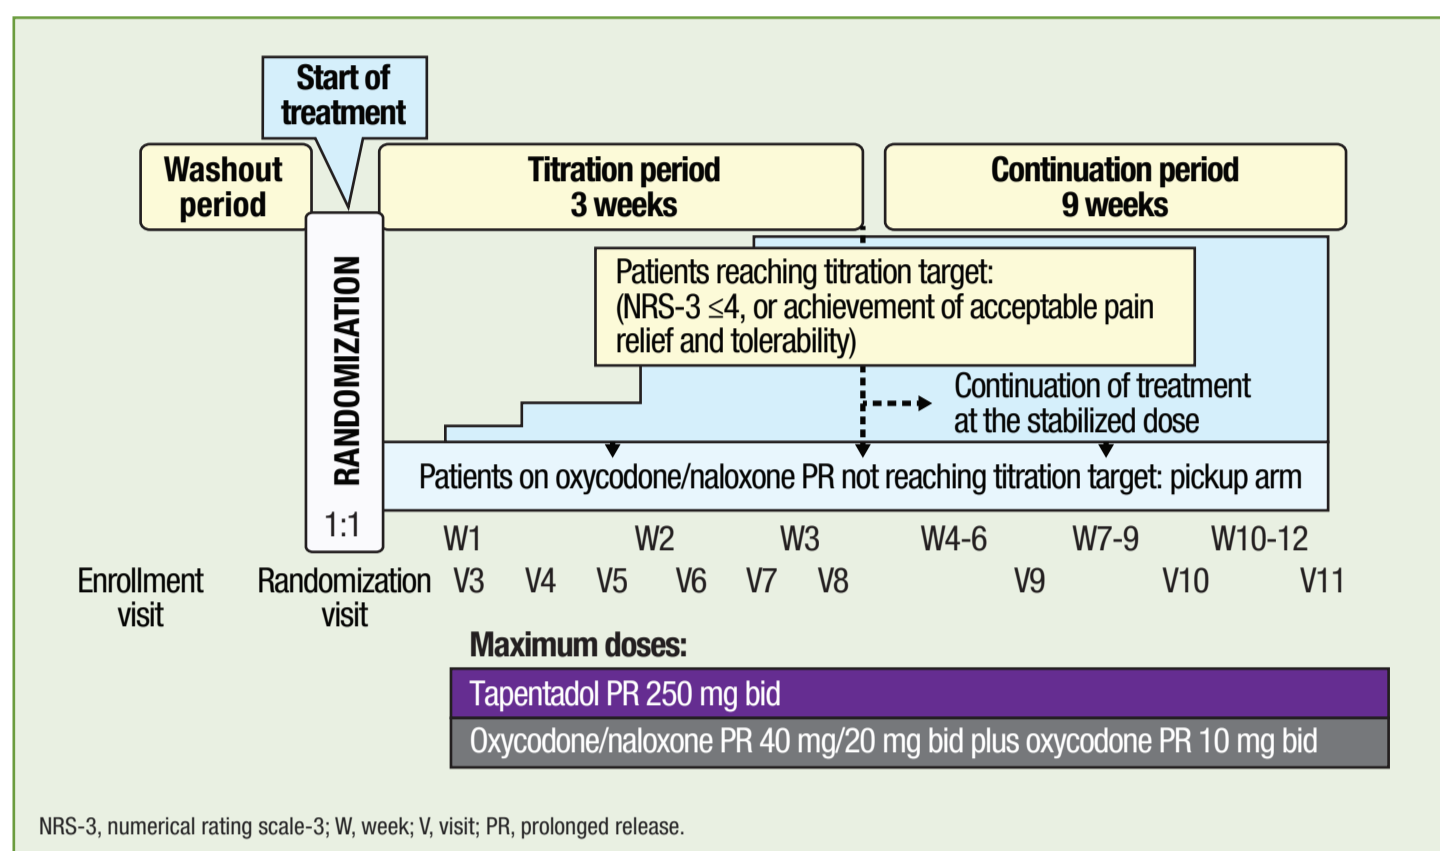 Start of
treatment
Washout
period
Titration period
3 weeks
Continuation period
9 weeks
RANDOMIZATION
1:1
Patients reaching titration target:
(NRS-3 ≤4, or achievement of acceptable pain
relief and tolerability)
Continuation of treatment
at the stabilized dose
Patients on oxycodone/naloxone PR not reaching titration target: pickup arm
W1 W2 W3 W4-6 W7-9 W10-12
Enrollment
visit
Randomization
visit
V3 V4 V5 V6 V7 V8 V9 V10 V11
Maximum doses:
Tapentadol PR 250 mg bid
Oxycodone/naloxone PR 40 mg/20 mg bid plus oxycodone PR 10 mg bid
NRS-3, numerical rating scale-3; W, week; V, visit; PR, prolonged release.